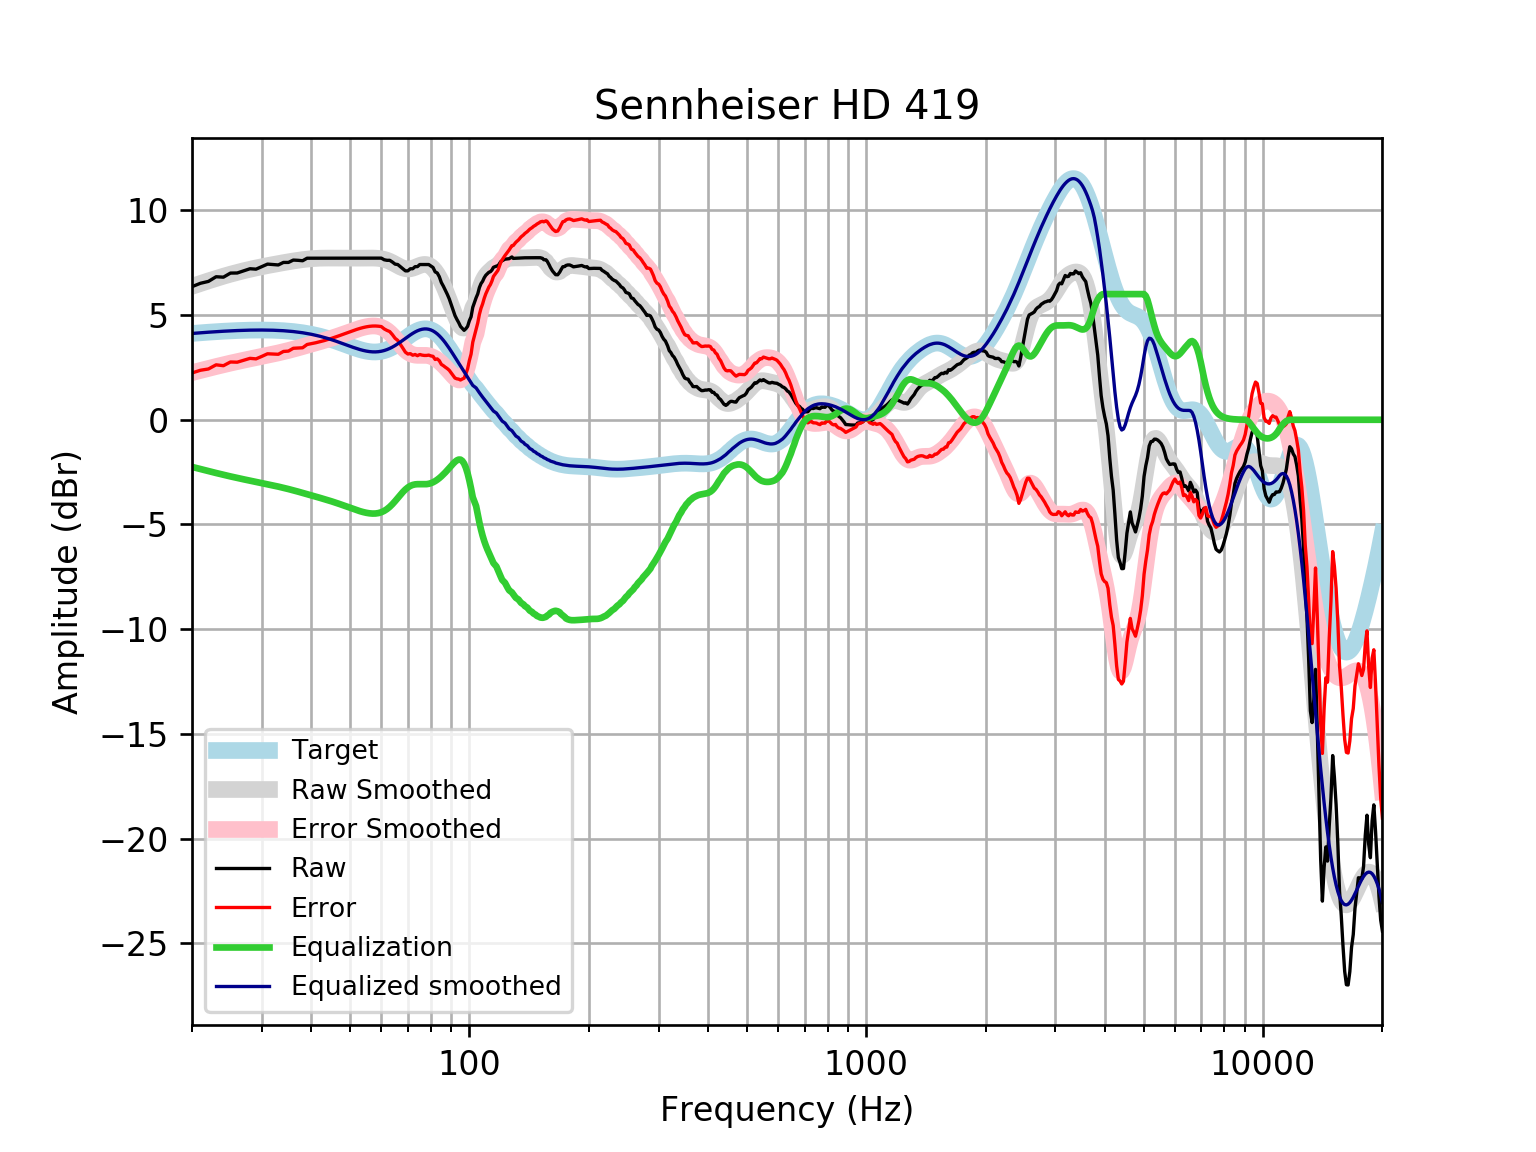 Sennheiser HD 419
10
5
0
−5
−10
−15
−20
−25
Amplitude (dBr)
Target
Raw Smoothed
Error Smoothed
Raw
Error
Equalization
Equalized smoothed
100
1000
10000
Frequency (Hz)